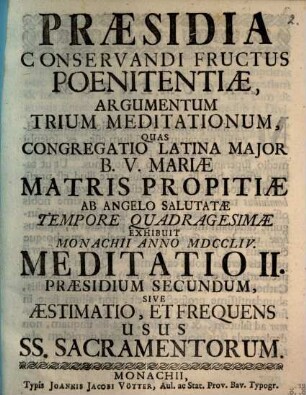 PRÆSIDIA
CONSERVANDI FRUCTUS
POENITENTIÆ,
ARGUMENTUM
TRIUM MEDITATIONUM,
QUAS
CONGREGATIO LATINA MAJOR
B. V. MARIÆ
MATRIS PROPITIÆ
AB ANGELO SALUTATÆ
TEMPORE QUADRAGESIMÆ
EXHIBUIT
MONACHII ANNO MDCCLIV.
MEDITATIO II.
PRÆSIDIUM SECUNDUM,
SIVE
ÆSTIMATIO, ET FREQUENS
USUS
SS. SACRAMENTORUM.
MONACHII,
Typis JOANNIS JACOBI VÖTTER, Aul. ac Stat. Prov. Bav. Typogr.